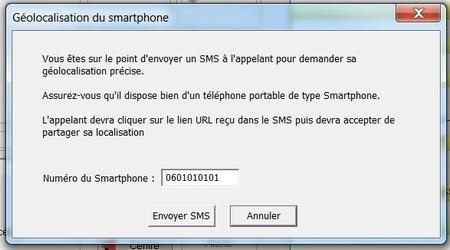 Géolocalisation du smartphone
Vous êtes sur le point d'envoyer un SMS à l'appelant pour demander sa
géolocalisation précise.
Assurez-vous qu'il dispose bien d'un téléphone portable de type Smartphone.
L'appelant devra cliquer sur le lien URL reçu dans le SMS puis devra accepter de
partager sa localisation
Numéro du Smartphone : 0601010101
Envoyer SMS Annuler
Centre